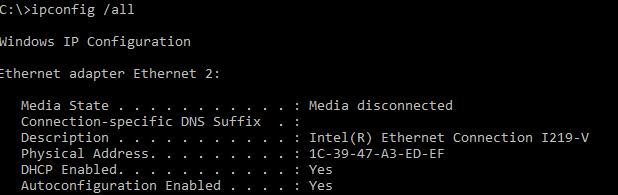 C:\>ipconfig /all
Windows IP Configuration
Ethernet adapter Ethernet 2:
Media State . . . . . . . . . . . : Media disconnected
Connection-specific DNS Suffix  . :
Description . . . . . . . . . . . : Intel(R) Ethernet Connection I219-V
Physical Address. . . . . . . . . : 1C-39-47-A3-ED-EF
DHCP Enabled. . . . . . . . . . . : Yes
Autoconfiguration Enabled . . . . : Yes